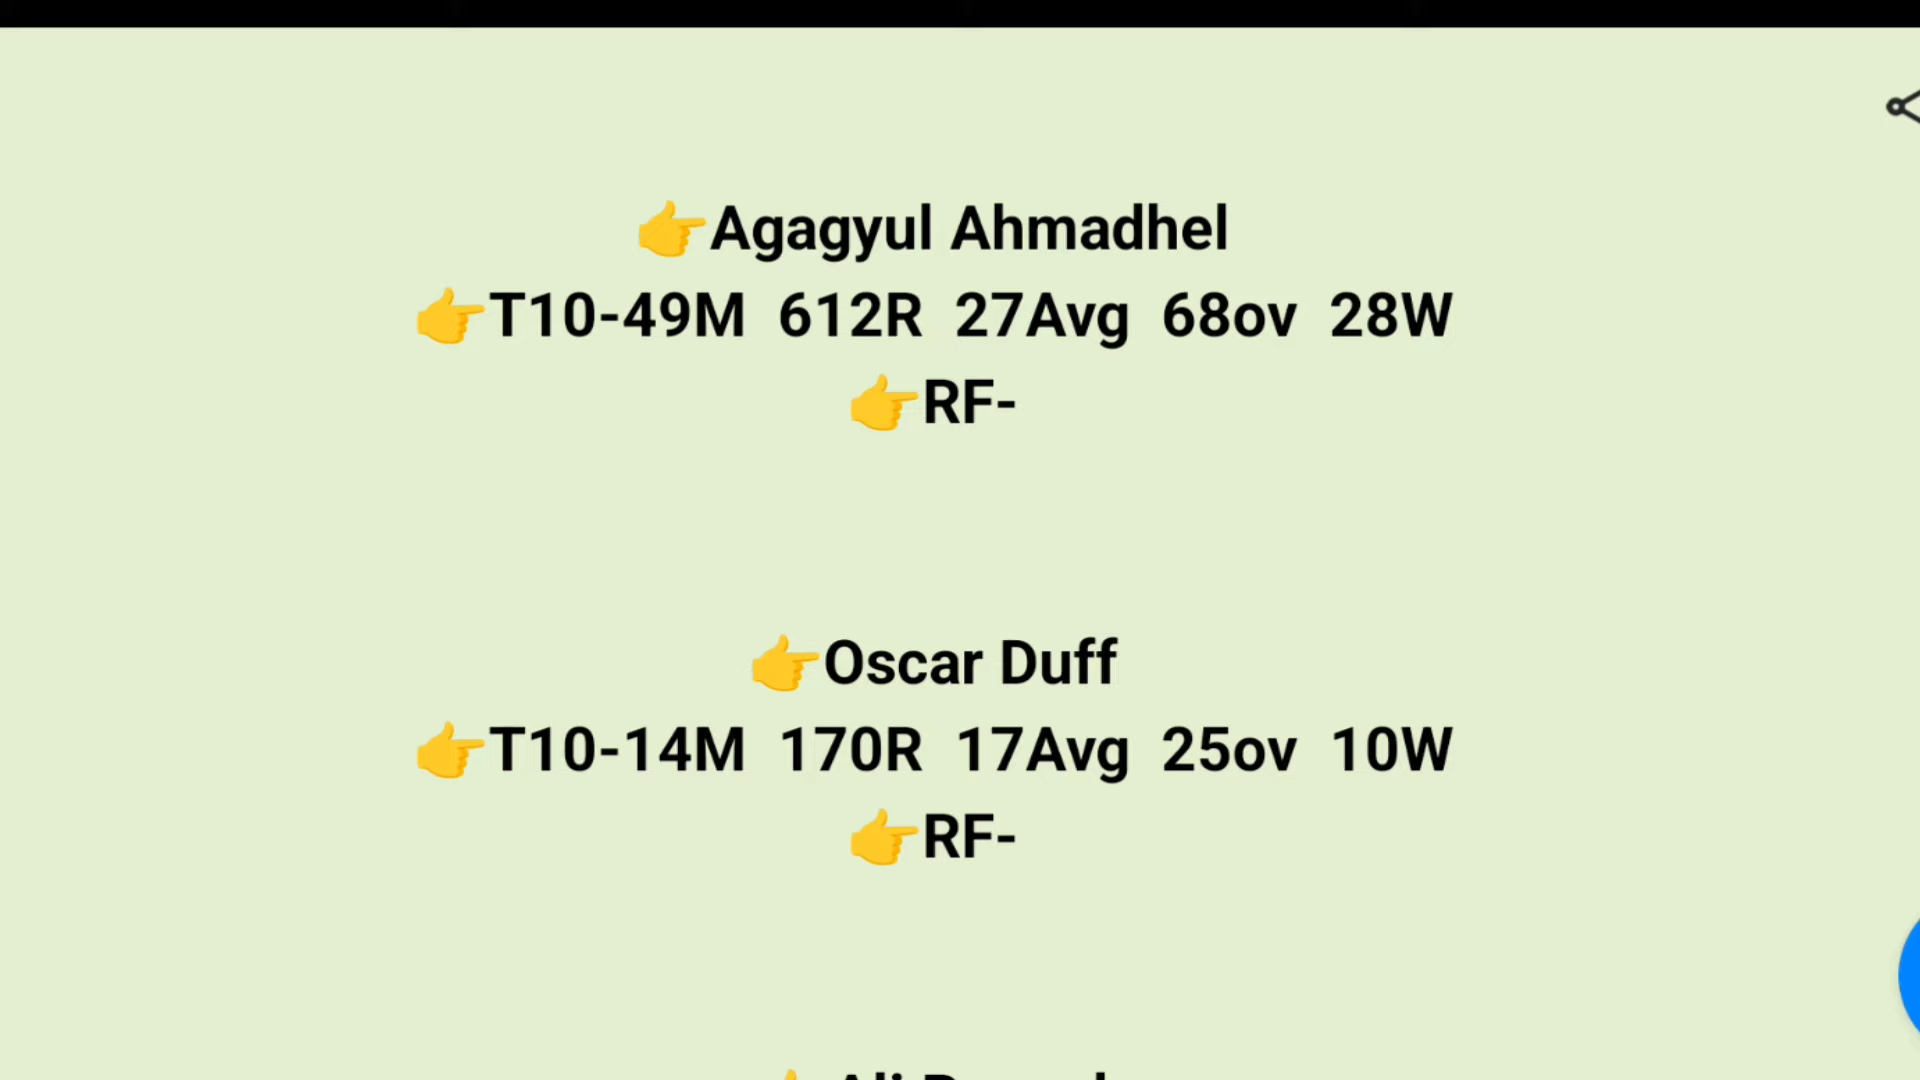 👉Agagyul Ahmadhel
👉T10-49M 612R 27Avg 68ov 28W
👉RF-
👉Oscar Duff
👉T10-14M 170R 17Avg 25ov 10W
👉RF-